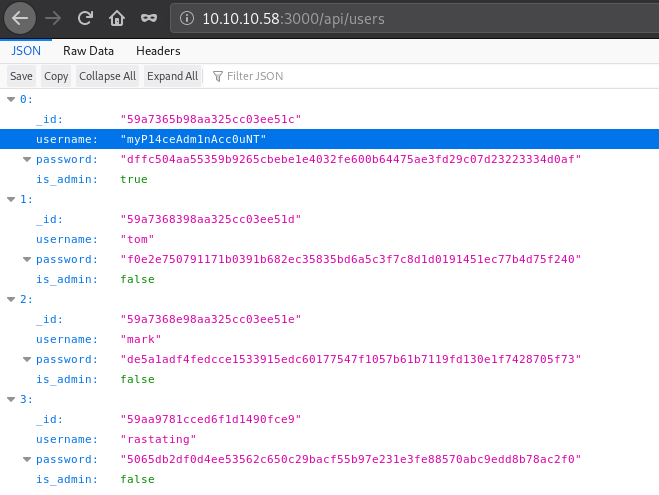 10.10.10.58:3000/api/users
JSON Raw Data Headers
Save Copy Collapse All Expand All Filter JSON
0:
_id: "59a7365b98aa325cc03ee51c"
username: "myP14ceAdm1nAcc0uNT"
password: "dffc504aa55359b9265cbebe1e4032fe600b64475ae3fd29c07d23223334d0af"
is_admin: true
1:
_id: "59a7368398aa325cc03ee51d"
username: "tom"
password: "f0e2e750791171b0391b682ec35835bd6a5c3f7c8d1d0191451ec77b4d75f240"
is_admin: false
2:
_id: "59a7368e98aa325cc03ee51e"
username: "mark"
password: "de5a1adf4fedcce1533915edc60177547f1057b61b7119fd130e1f7428705f73"
is_admin: false
3:
_id: "59aa9781cced6f1d1490fce9"
username: "rastating"
password: "5065db2df0d4ee53562c650c29bacf55b97e231e3fe88570abc9edd8b78ac2f0"
is_admin: false